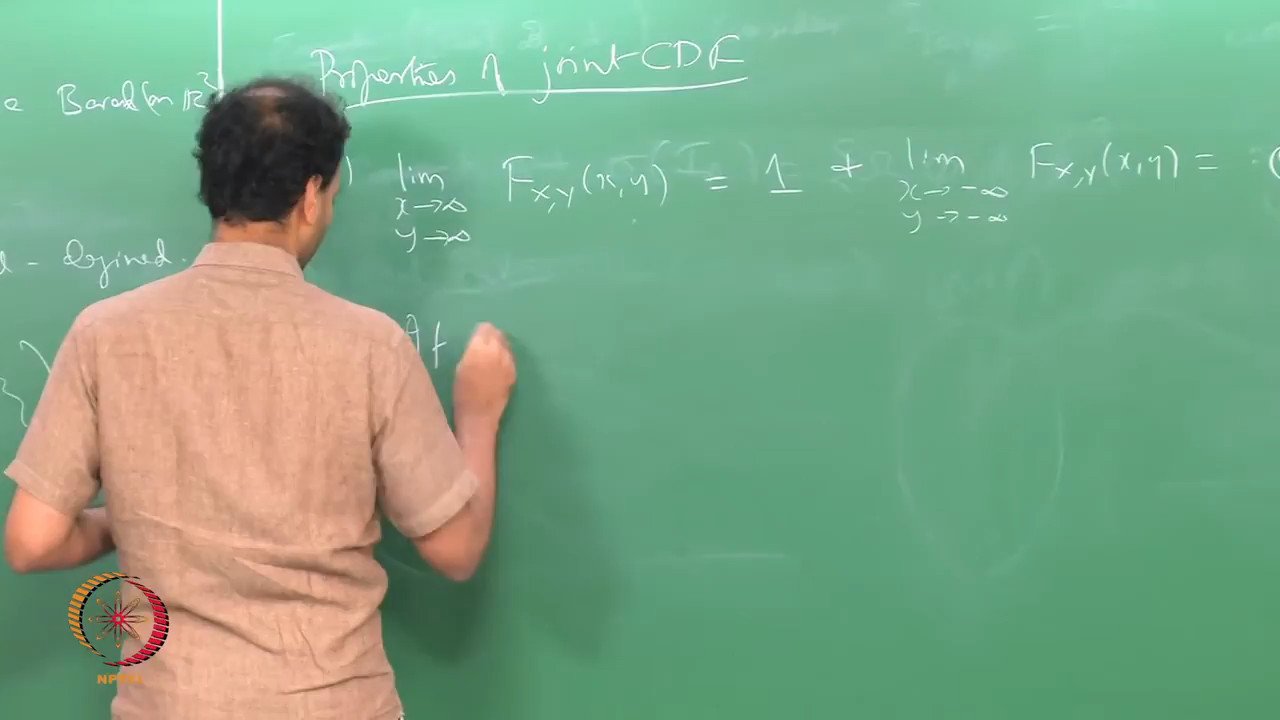 Properties of joint CDF
Borel (on ℝ²
) lim F_{X,Y}(x,y) = 1 + lim F_{X,Y}(x,y) =
x→∞ x→-∞
y→∞ y→-∞
- defined.
NPTEL